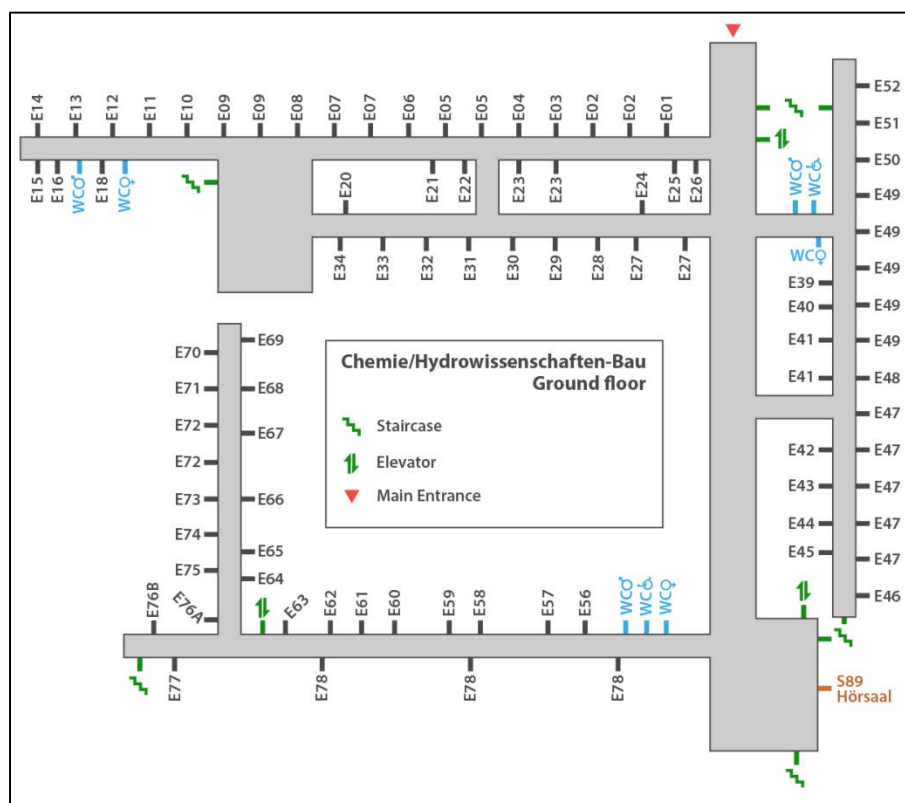 E14
E13
E12
E11
E10
E09
E09
E08
E07
E07
E06
E05
E05
E04
E03
E02
E02
E01
E15
E16
WC♂
E18
WC♀
E20
E21
E22
E23
E23
E24
E25
E26
E34
E33
E32
E31
E30
E29
E28
E27
E27
WC♂
WC♿
WC♀
E52
E51
E50
E49
E49
E49
E49
E49
E48
E47
E47
E47
E47
E47
E46
E39
E40
E41
E41
E42
E43
E44
E45
Chemie/Hydrowissenschaften-Bau
Ground floor
Staircase
Elevator
Main Entrance
E70
E71
E72
E72
E73
E74
E75
E76A
E69
E68
E67
E66
E65
E64
E76B
E63
E62
E61
E60
E59
E58
E57
E56
WC♂
WC♿
WC♀
E77
E78
E78
E78
S89
Hörsaal